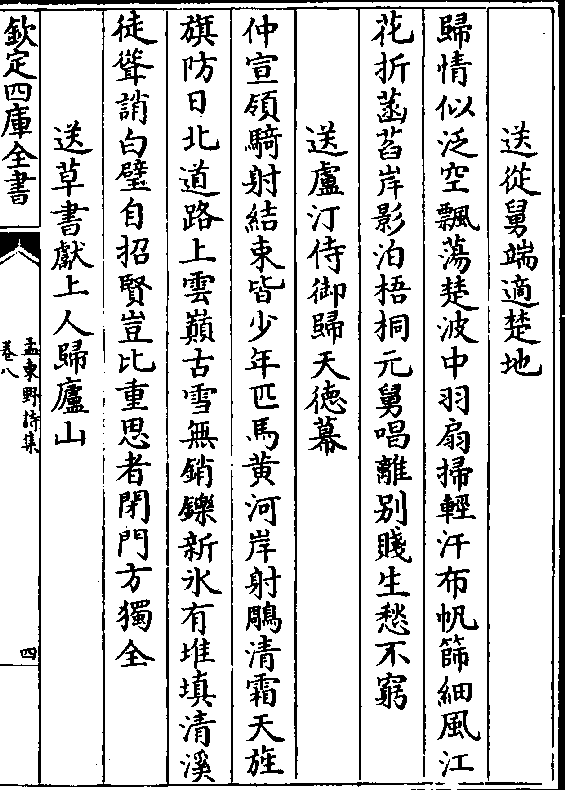 送從舅端適楚地
歸情似泛空飄蕩楚波中羽扇掃輕汗布帆篩細風江
花折菡萏岸影泊梧桐元舅唱離别賤生愁不窮
送盧汀侍御歸天徳幕
仲宣領騎射結束皆少年匹馬黄河岸射鵰清霜天旌
旗防日北道路上雲巔古雪無銷鑠新氷有堆填清溪
徒聳誚白璧自招賢豈比重恩者閉門方獨全
送草書獻上人歸廬山
欽定四庫全書
孟東野詩集
卷八
四